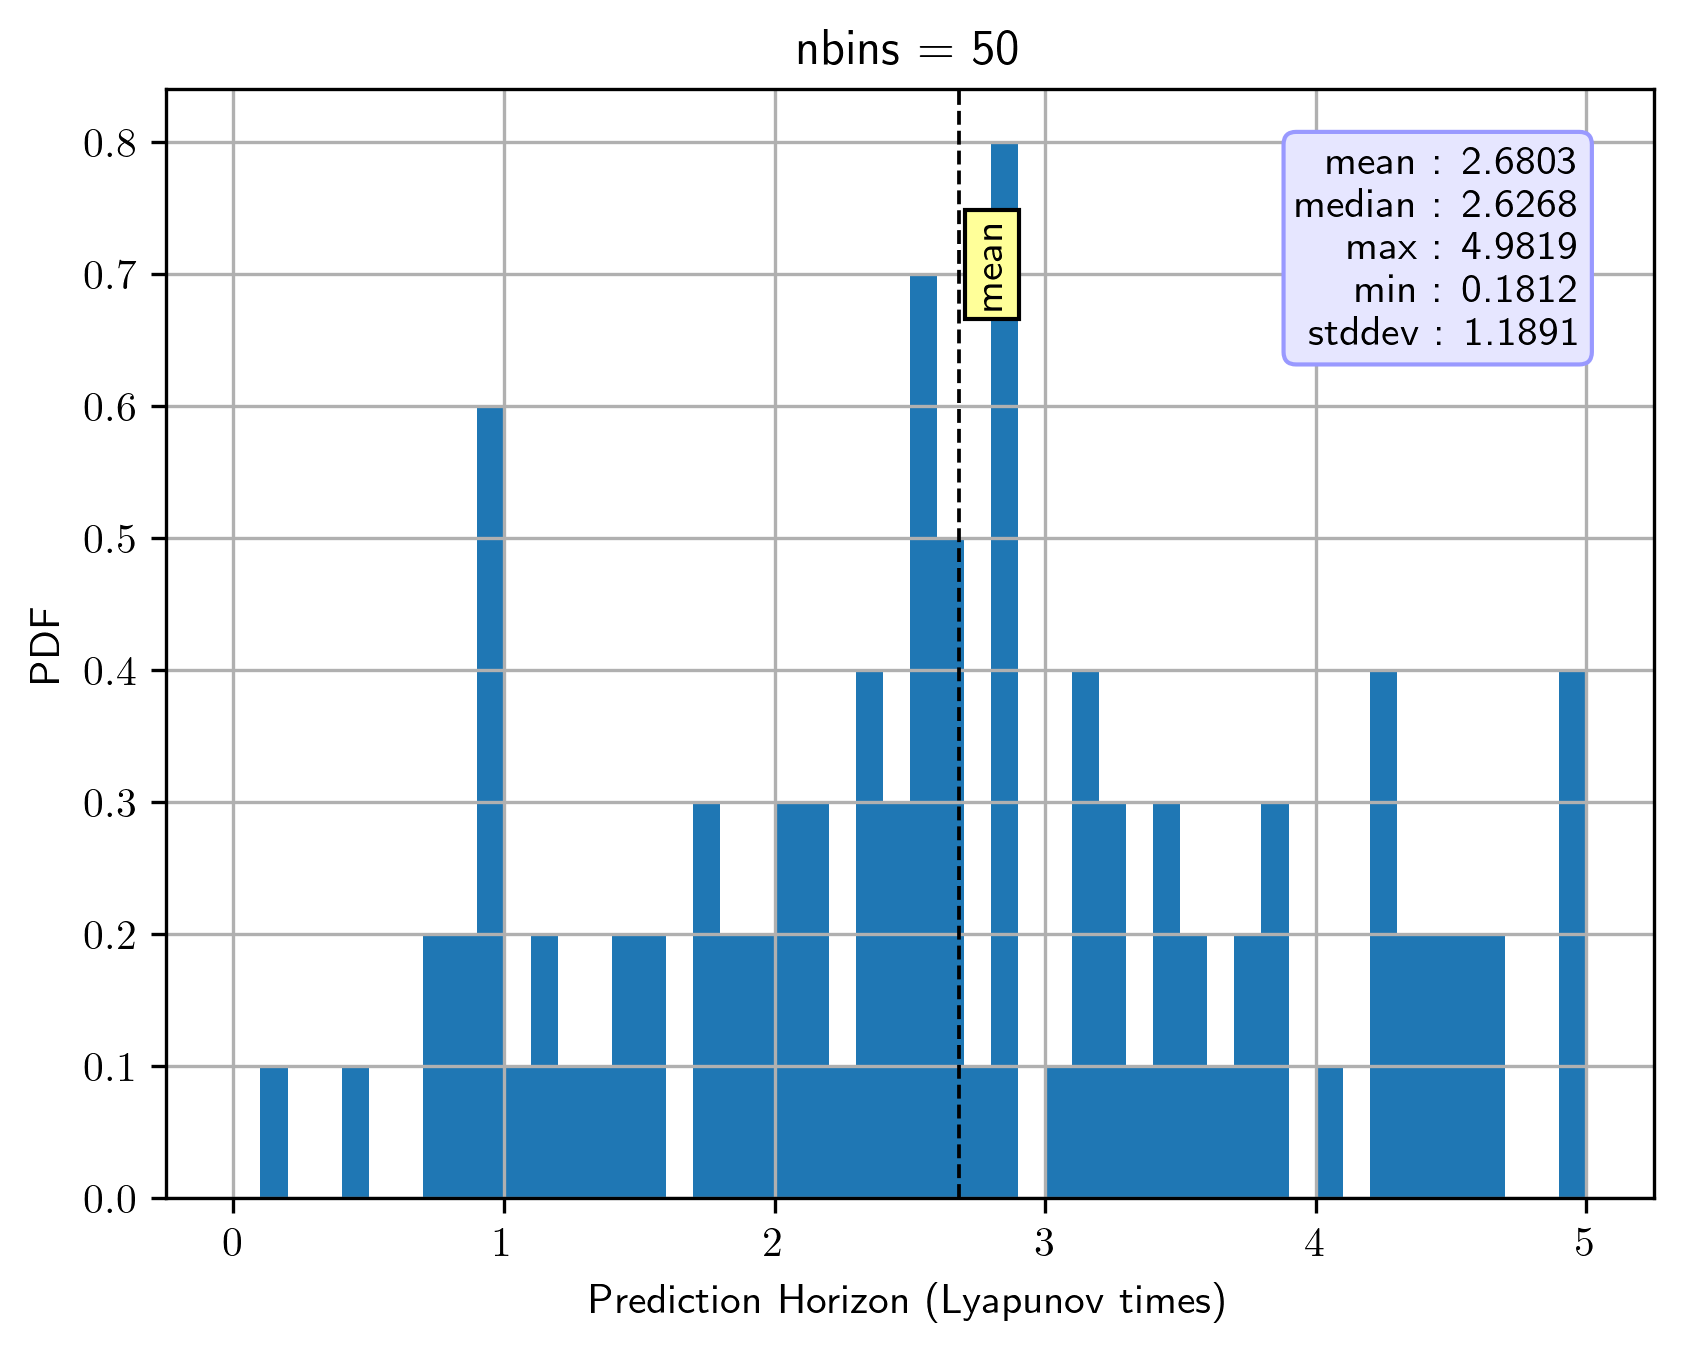 nbins = 50
0.8
0.7
0.6
0.5
0.4
0.3
0.2
0.1
0.0
PDF
mean
mean : 2.6803
median : 2.6268
max : 4.9819
min : 0.1812
stddev : 1.1891
0 1 2 3 4 5
Prediction Horizon (Lyapunov times)